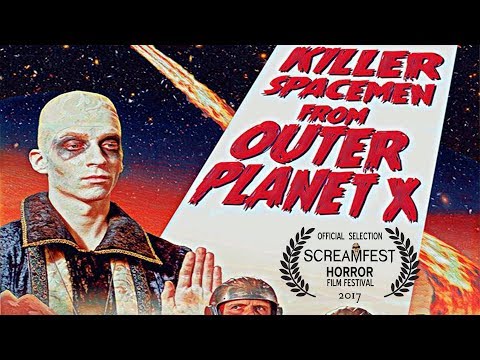 KILLER
SPACEMEN
FROM
OUTER
PLANET X
OFFICIAL SELECTION
SCREAMFEST
HORROR
FILM FESTIVAL
2017